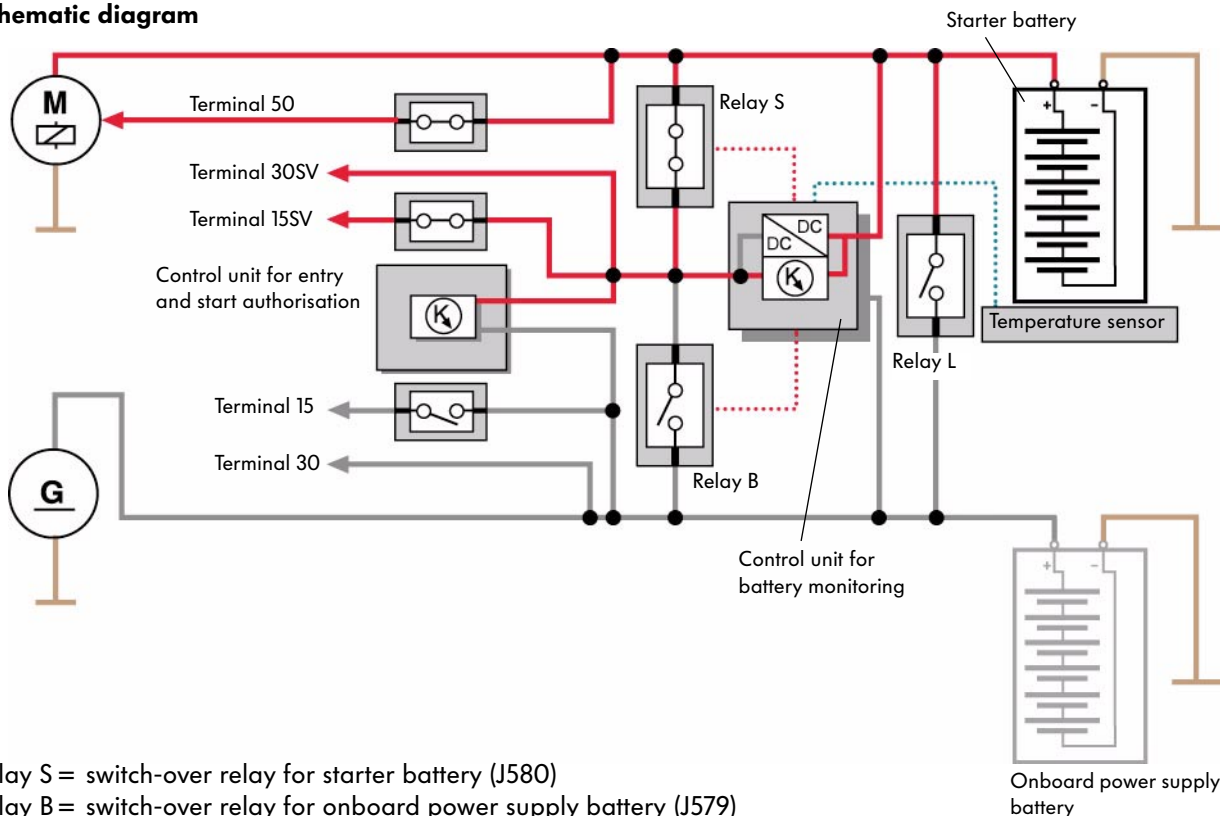 hematic diagram
Starter battery
M
Terminal 50
Relay S
+
-
Terminal 30SV
Terminal 15SV
DC
DC
Control unit for entry
and start authorisation
K
K
Temperature sensor
Relay L
Terminal 15
Terminal 30
Relay B
G
Control unit for
battery monitoring
+
-
lay S = switch-over relay for starter battery (J580)
lay B = switch-over relay for onboard power supply battery (J579)
Onboard power supply
battery